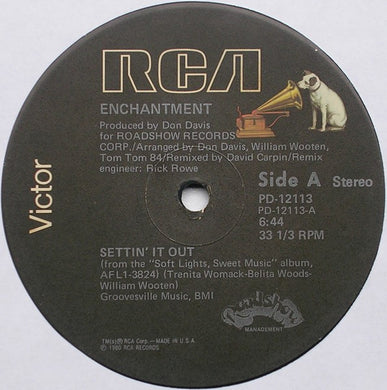 RCA
Victor
ENCHANTMENT
Produced by Don Davis
for ROADSHOW RECORDS
CORP./Arranged by Don Davis, William Wooten,
Tom Tom 84/Remixed by David Carpin/Remix
engineer: Rick Rowe
Side A Stereo
PD-12113
PD-12113-A
6:44
33 1/3 RPM
SETTIN' IT OUT
(from the "Soft Lights, Sweet Music" album,
AFL1-3824) (Trenita Womack-Belita Woods-
William Wooten)
Groovesville Music, BMI
Roadshow
MANAGEMENT
TM(s)® RCA Corp. – MADE IN U.S.A.
℗ 1980 RCA RECORDS